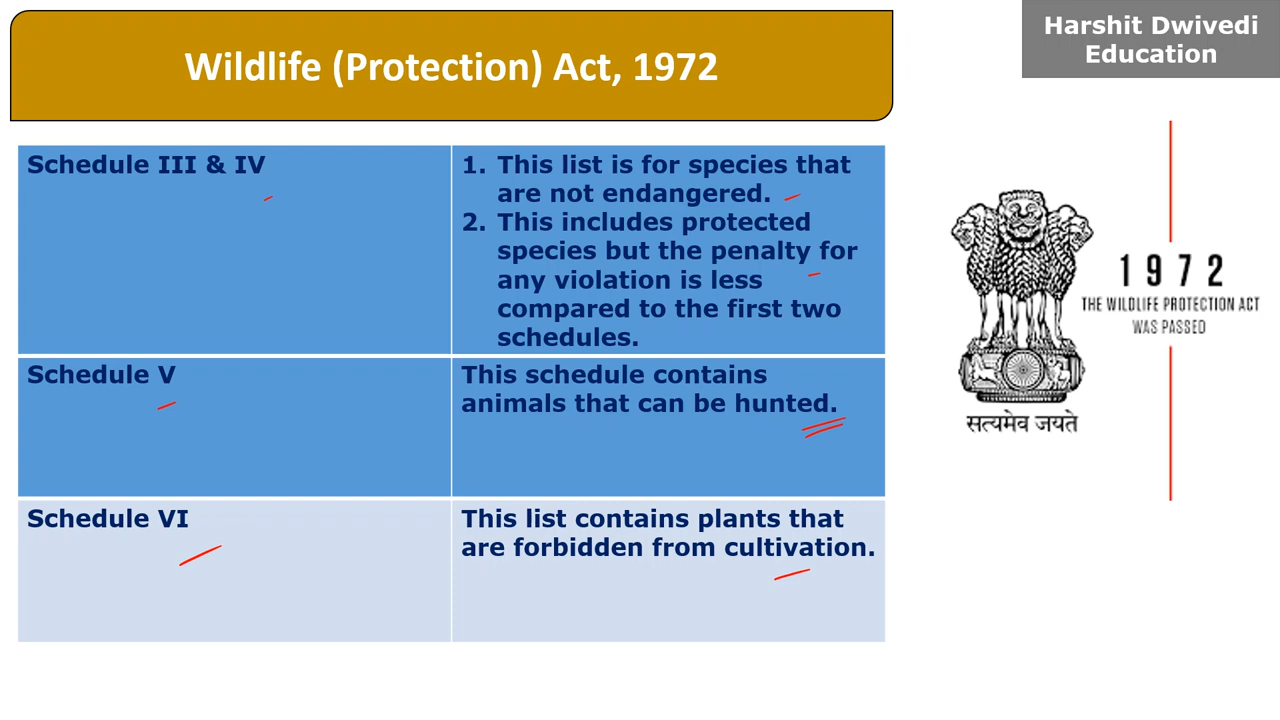 Harshit Dwivedi
Education
Wildlife (Protection) Act, 1972
Schedule III & IV
1. This list is for species that
are not endangered.
2. This includes protected
species but the penalty for
any violation is less
compared to the first two
schedules.
Schedule V
This schedule contains
animals that can be hunted.
Schedule VI
This list contains plants that
are forbidden from cultivation.
सत्यमेव जयते
1972
THE WILDLIFE PROTECTION ACT
WAS PASSED